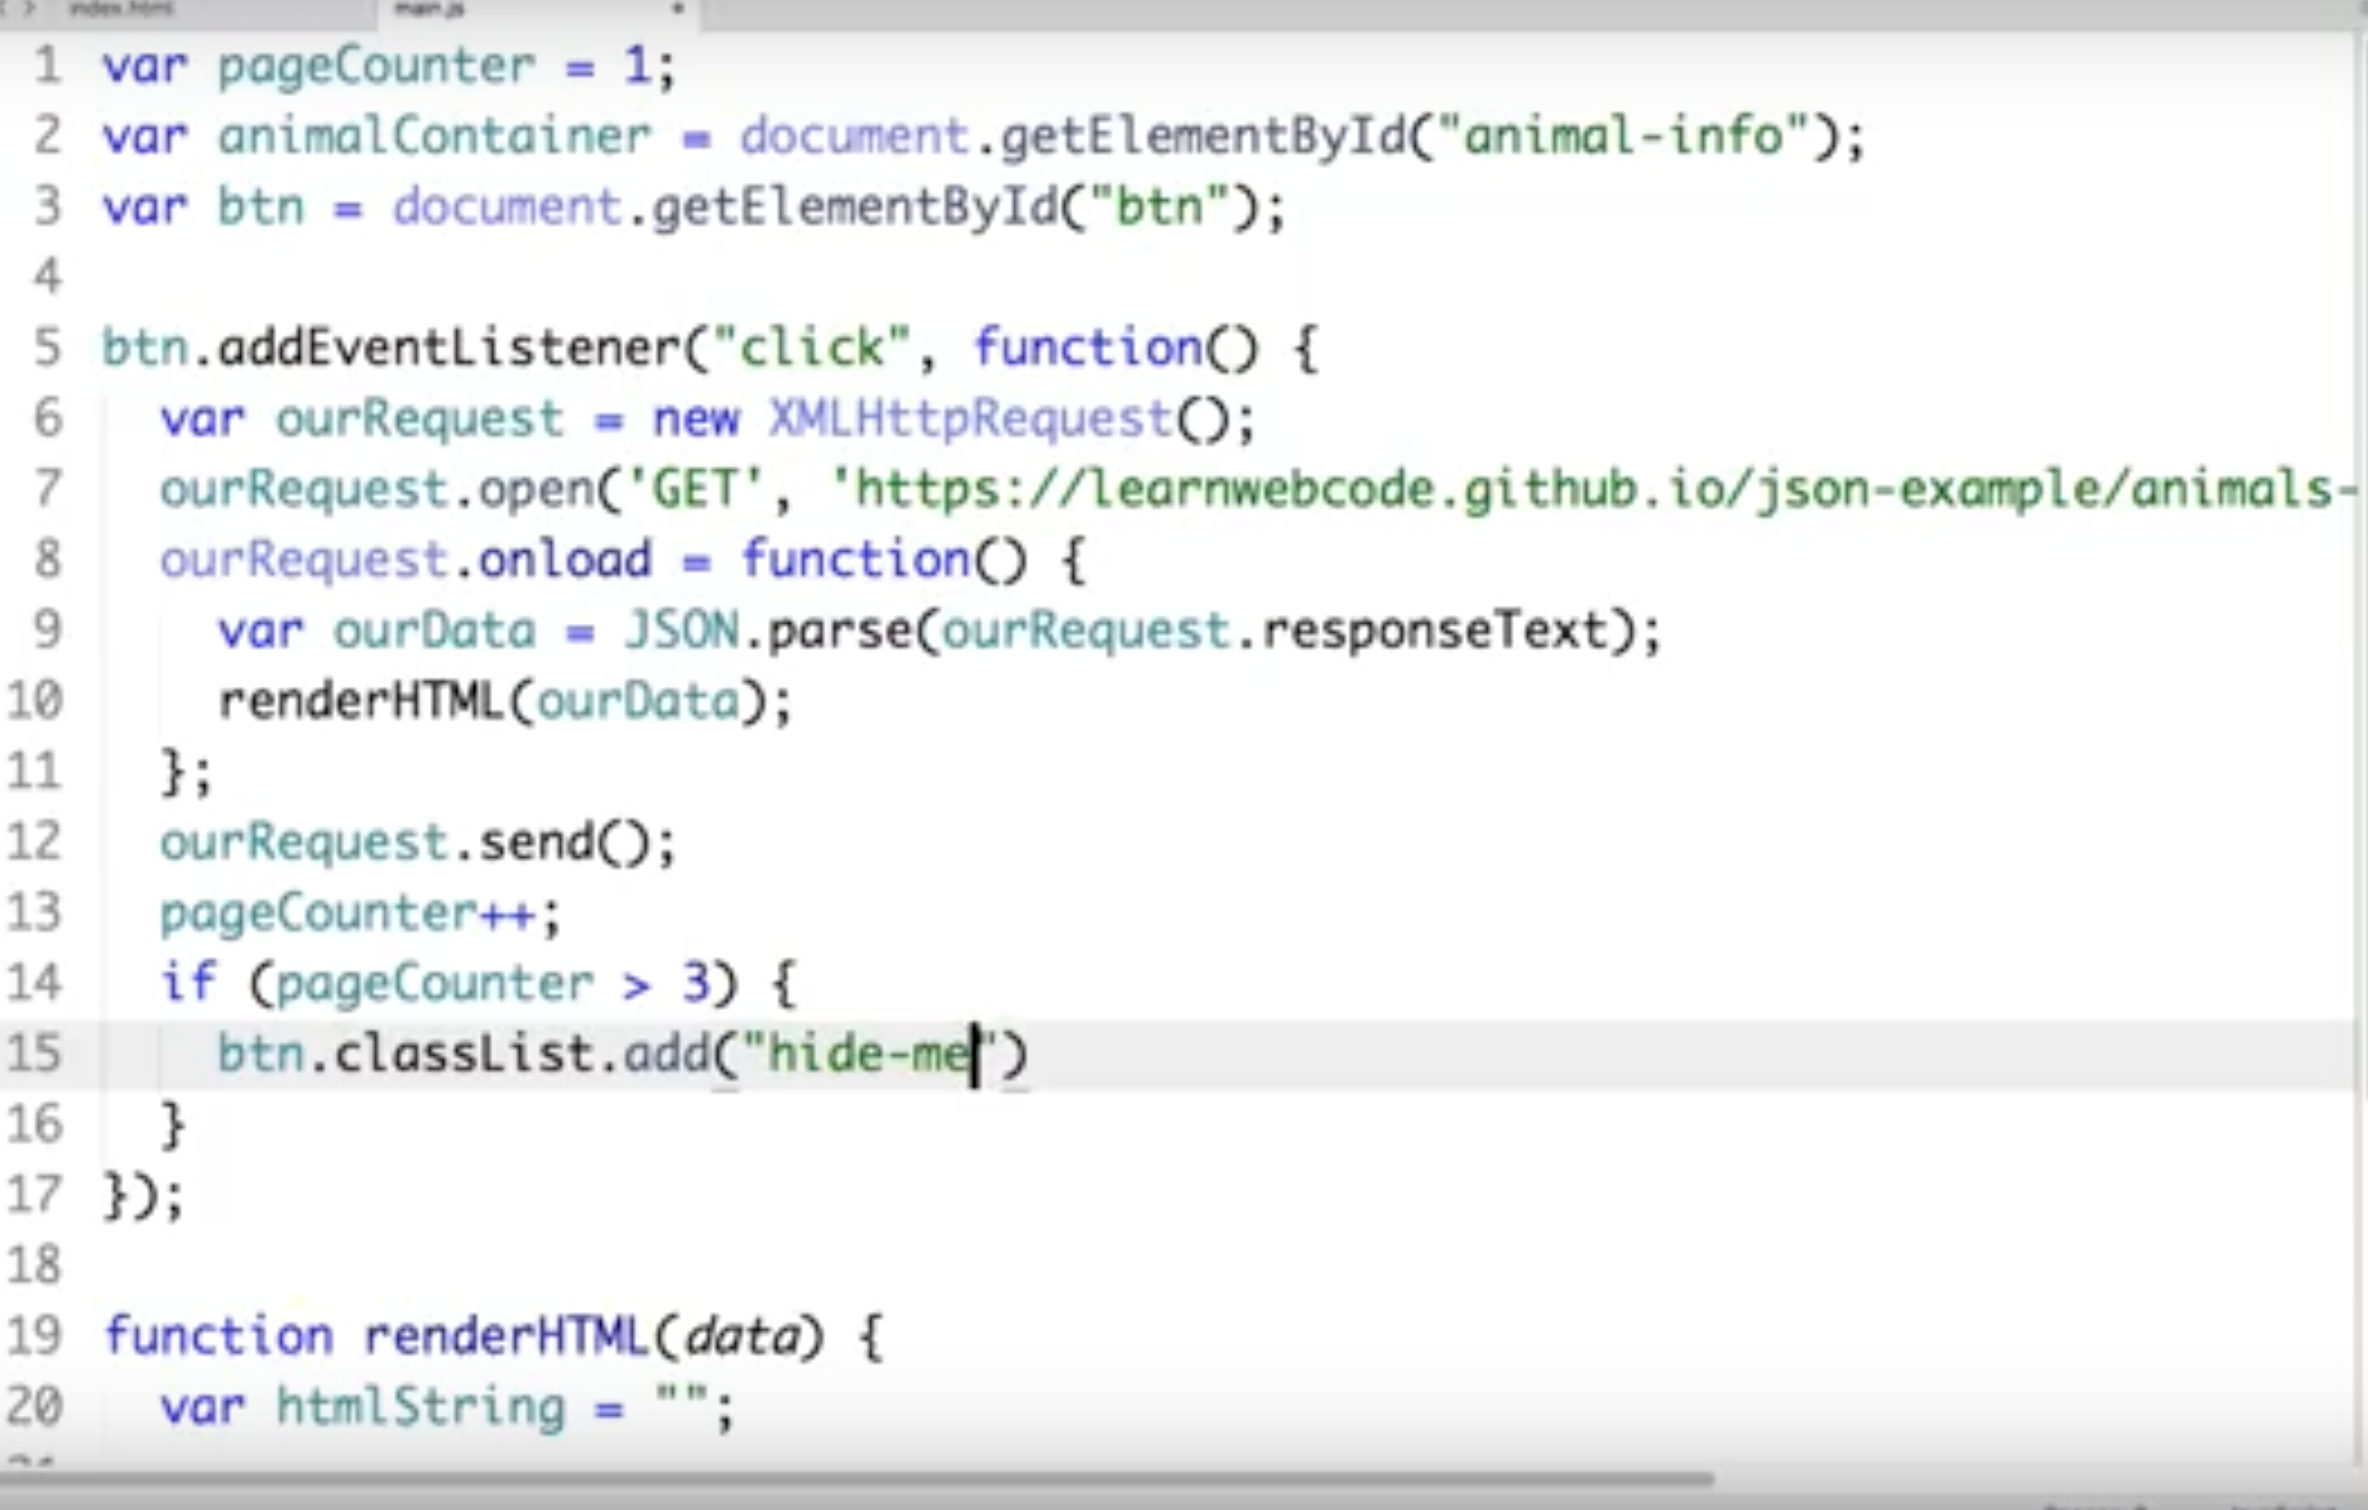 index.html main.js
1 var pageCounter = 1;
2 var animalContainer = document.getElementById("animal-info");
3 var btn = document.getElementById("btn");
4
5 btn.addEventListener("click", function() {
6 var ourRequest = new XMLHttpRequest();
7 ourRequest.open('GET', 'https://learnwebcode.github.io/json-example/animals-
8 ourRequest.onload = function() {
9 var ourData = JSON.parse(ourRequest.responseText);
10 renderHTML(ourData);
11 };
12 ourRequest.send();
13 pageCounter++;
14 if (pageCounter > 3) {
15 btn.classList.add("hide-me")
16 }
17 });
18
19 function renderHTML(data) {
20 var htmlString = "";